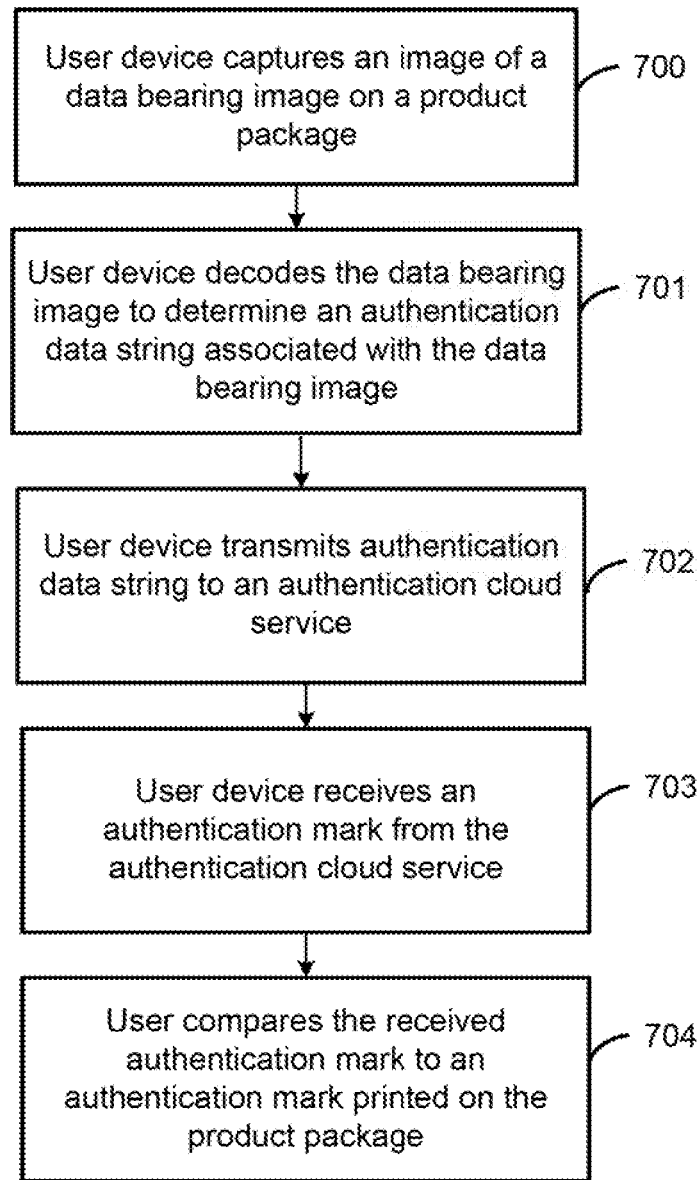 User device captures an image of a
data bearing image on a product
package
700
User device decodes the data bearing
image to determine an authentication
data string associated with the data
bearing image
701
User device transmits authentication
data string to an authentication cloud
service
702
User device receives an
authentication mark from the
authentication cloud service
703
User compares the received
authentication mark to an
authentication mark printed on the
product package
704